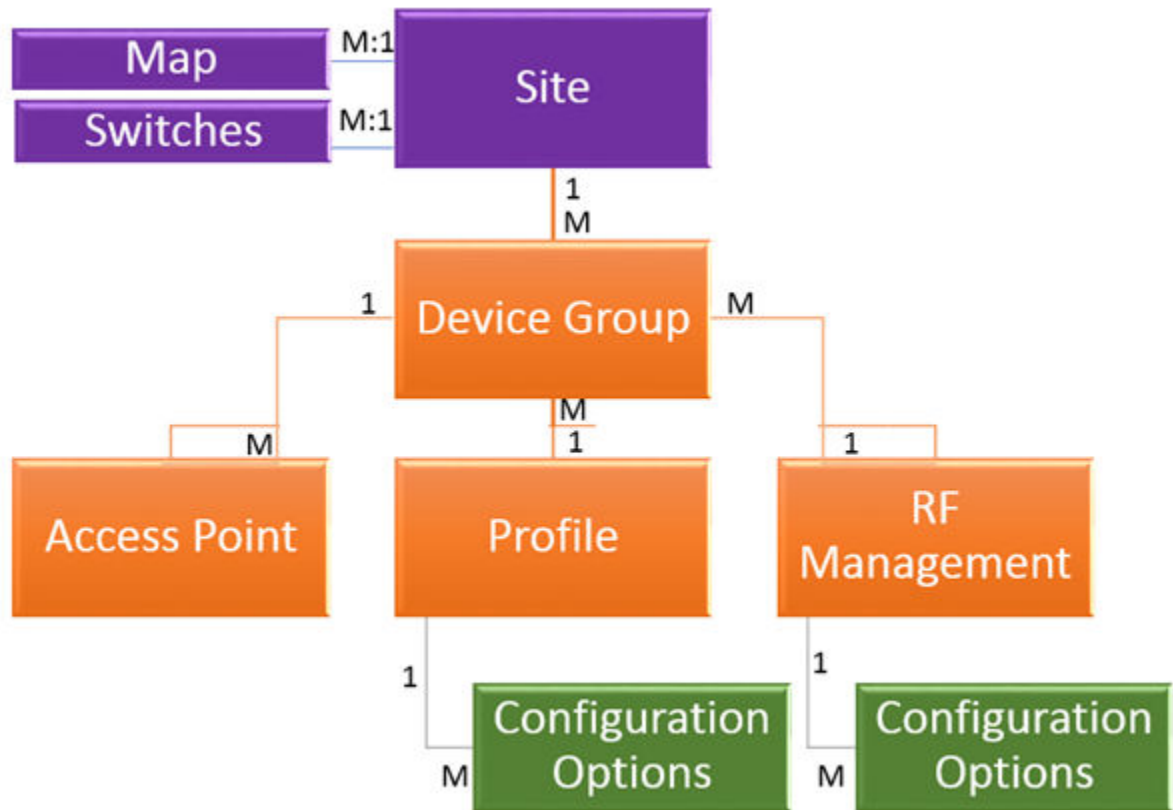 Map
M:1
Site
Switches
M:1
1
M
Device Group
1
M
M
M
1
1
Access Point
Profile
RF
Management
1
1
Configuration
Options
M
Configuration
Options
M